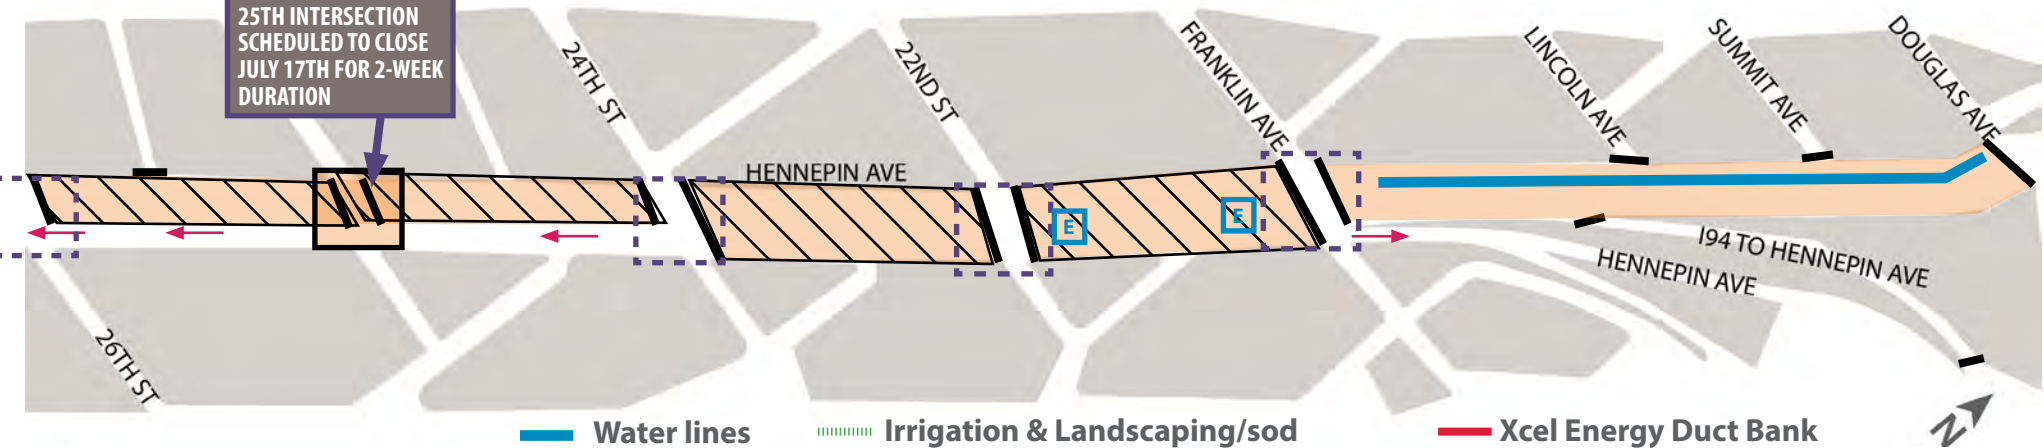 25TH INTERSECTION
SCHEDULED TO CLOSE
JULY 17TH FOR 2-WEEK
DURATION
24TH ST
22ND ST
FRANKLIN AVE
LINCOLN AVE
SUMMIT AVE
DOUGLAS AVE
HENNEPIN AVE
E
E
I94 TO HENNEPIN AVE
HENNEPIN AVE
26TH ST
N
Water lines
Irrigation & Landscaping/sod
Xcel Energy Duct Bank